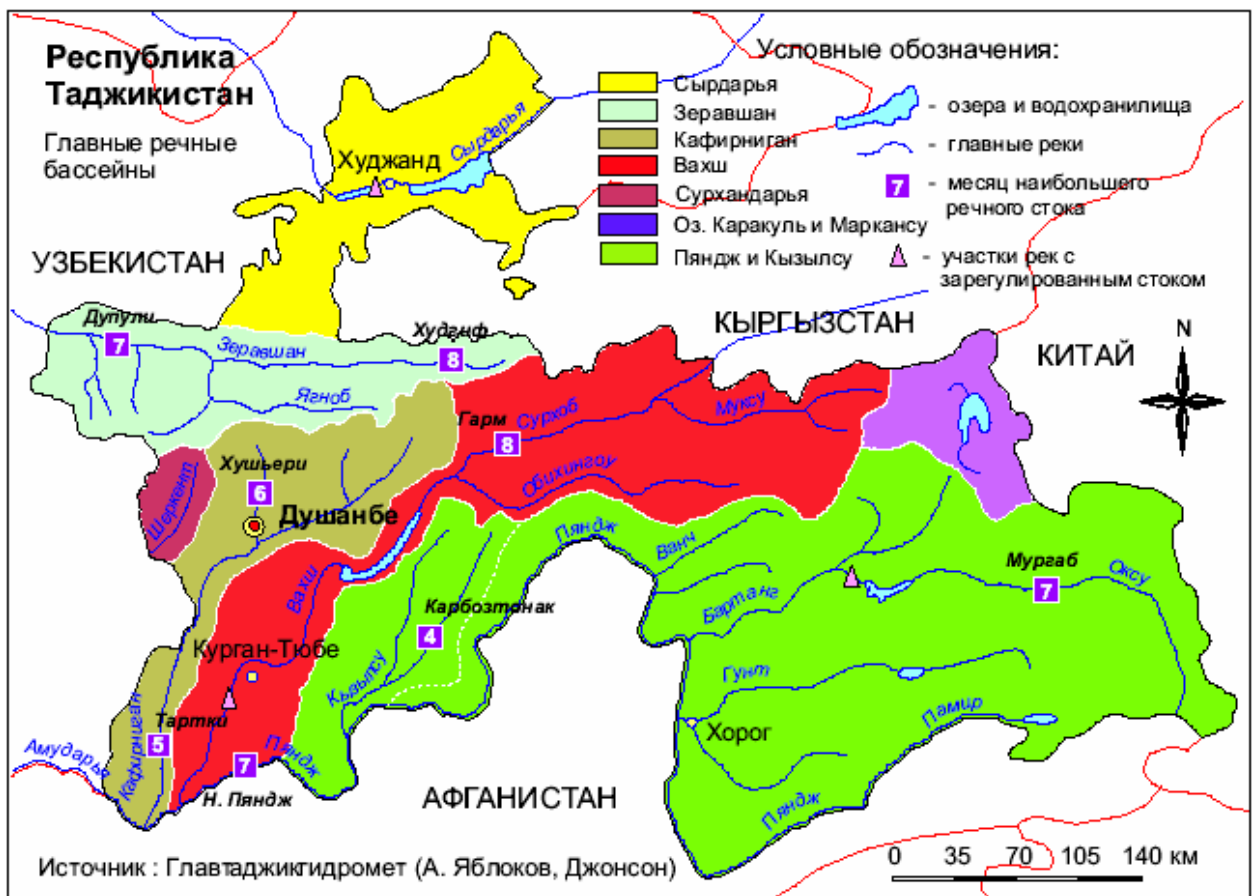 Республика
Таджикистан
Главные речные
бассейны
Условные обозначения:
Сырдарья
Зеравшан
Кафирниган
Вахш
Сурхандарья
Оз. Каракуль и Маркансу
Пяндж и Кызылсу
- озера и водохранилища
- главные реки
7 - месяц наибольшего
речного стока
- участки рек с
зарегулированным стоком
Худжанд
Сырдарья
УЗБЕКИСТАН
КЫРГЫЗСТАН
КИТАЙ
N
Дупули
7
Зеравшан
Худгиф
8
Ягноб
Гарм
8
Сурхоб
Муксу
Обихингоу
Хушьери
6
Душанбе
Шеркент
Вахш
Пяндж
Ванч
Бартанг
Мургаб
7
Оксу
Карбозтонак
4
Курган-Тюбе
Кызылсу
Гунт
Памир
Хорог
Тартки
5
Кафирниган
Амударья
7
Пяндж
Н. Пяндж
АФГАНИСТАН
Пяндж
Источник : Главтаджикгидромет (А. Яблоков, Джонсон)
0 35 70 105 140 км